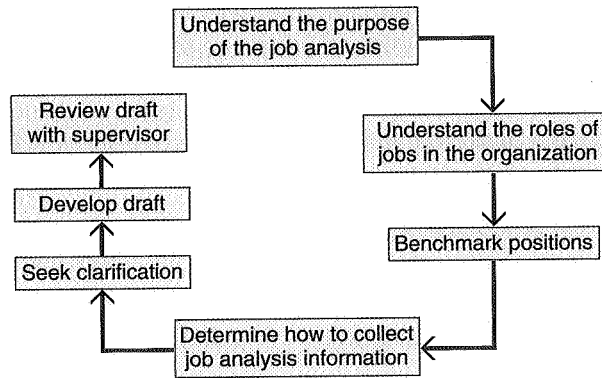 Understand the purpose
of the job analysis
Understand the roles of
jobs in the organization
Benchmark positions
Determine how to collect
job analysis information
Seek clarification
Develop draft
Review draft
with supervisor